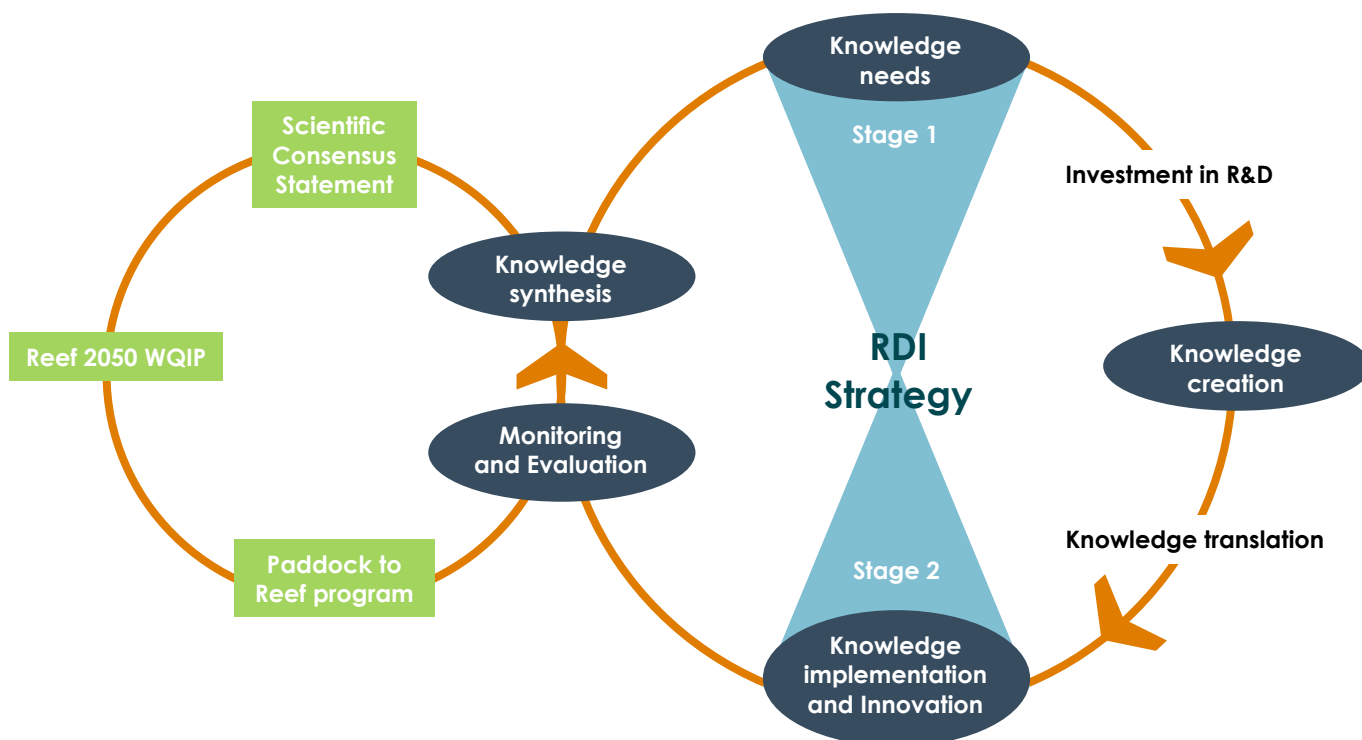 Knowledge
needs
Stage 1
Scientific
Consensus
Statement
Investment in R&D
Knowledge
synthesis
Reef 2050 WQIP
RDI
Strategy
Knowledge
creation
Monitoring
and Evaluation
Knowledge translation
Paddock to
Reef program
Stage 2
Knowledge
implementation
and Innovation